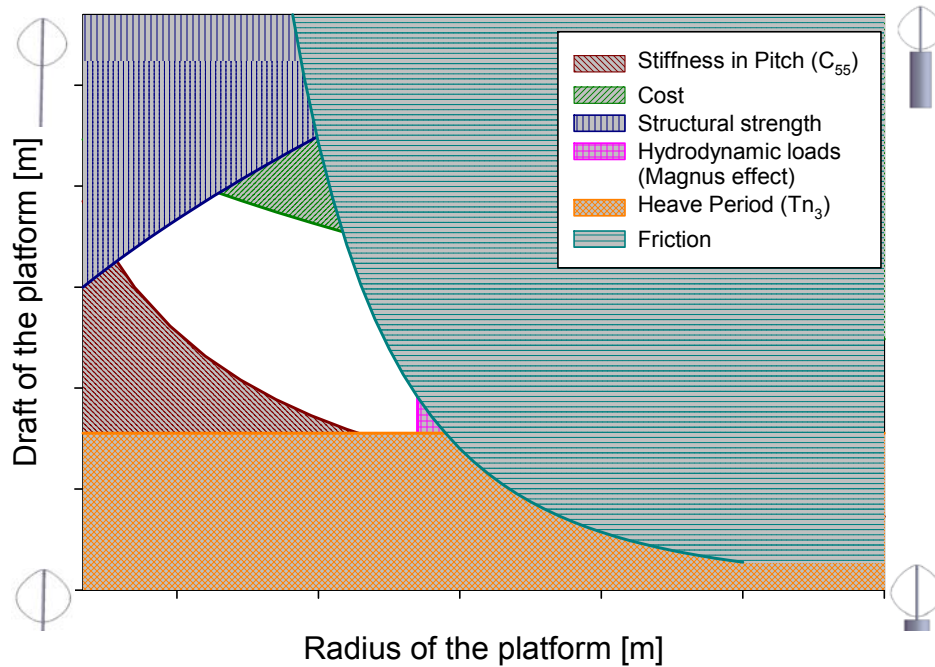 Draft of the platform [m]
Stiffness in Pitch (C₅₅)
Cost
Structural strength
Hydrodynamic loads
(Magnus effect)
Heave Period (Tn₃)
Friction
Radius of the platform [m]